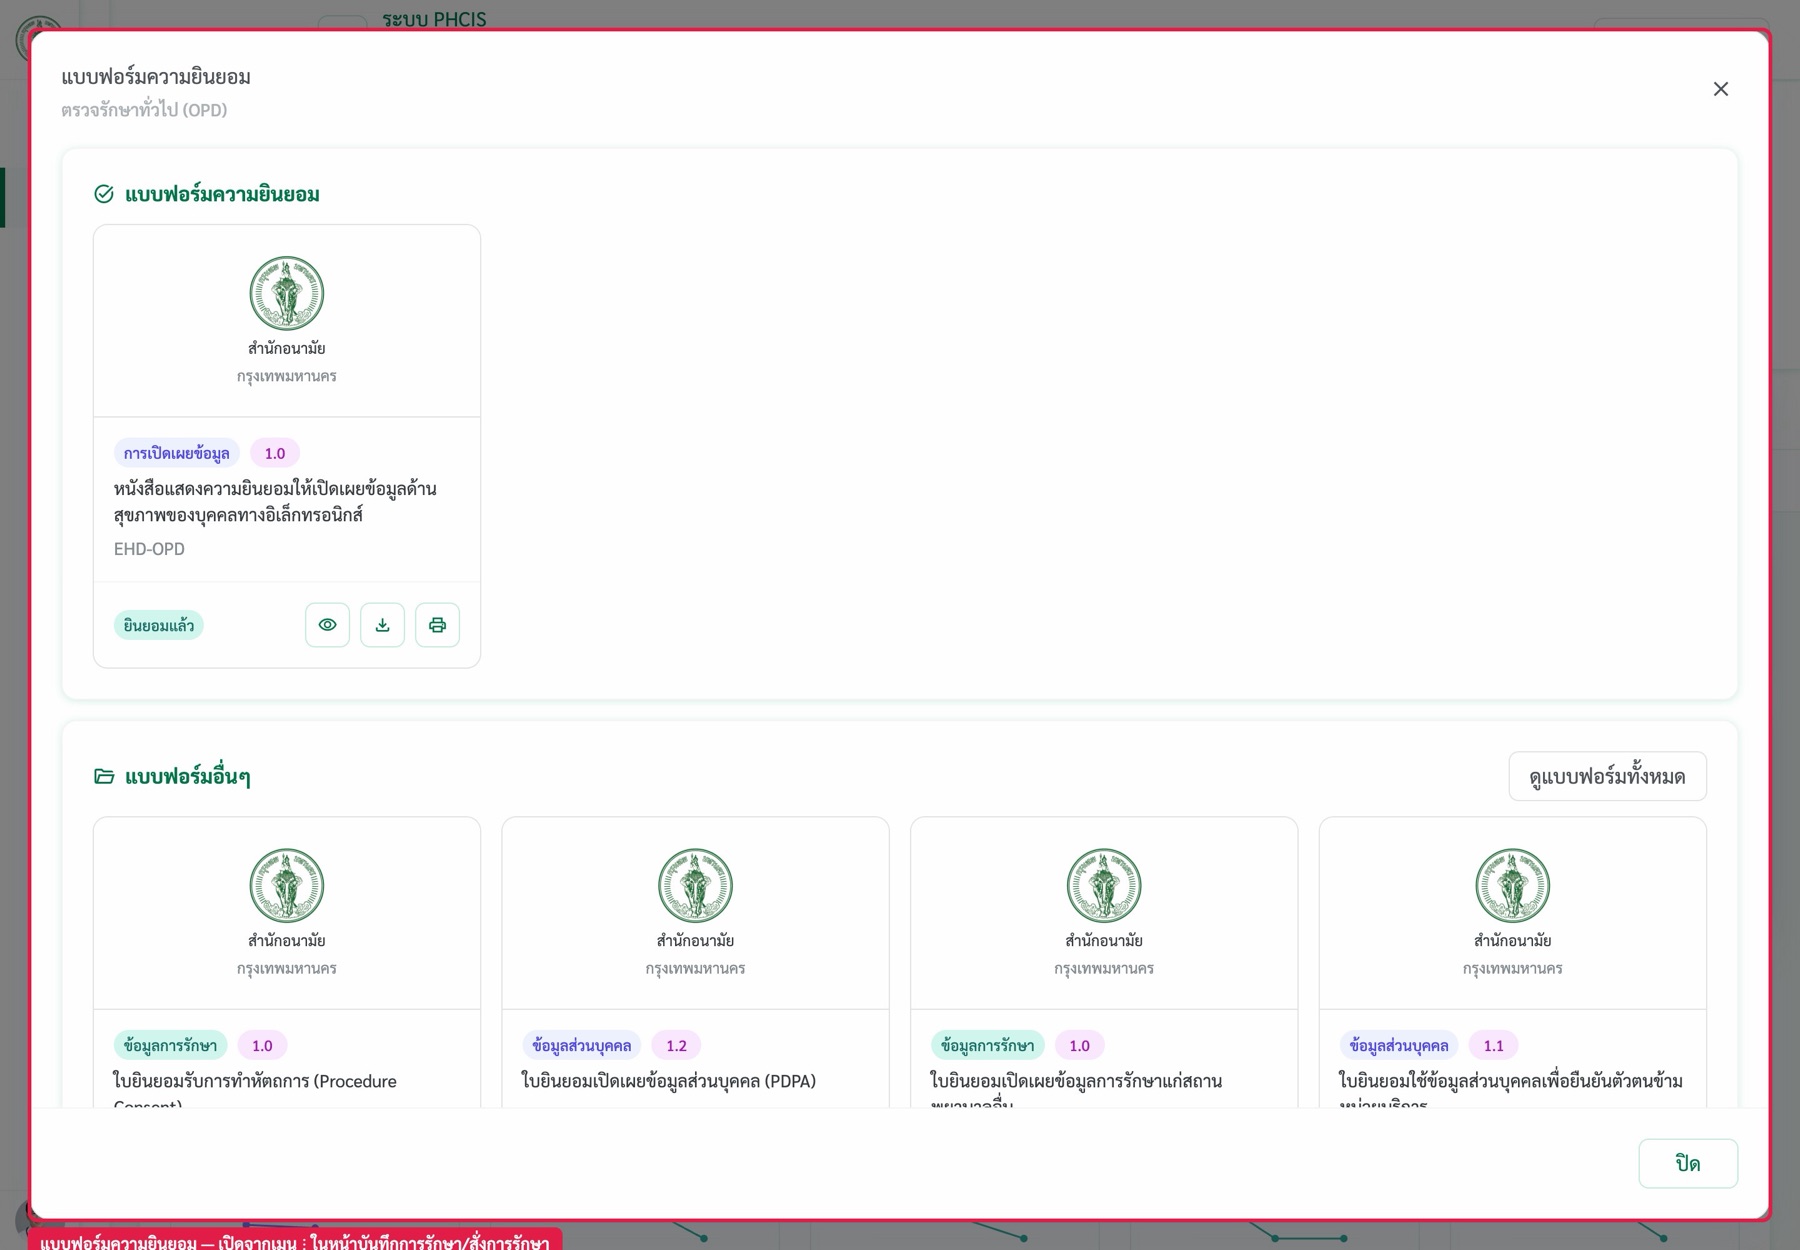 ระบบ PHCIS
แบบฟอร์มความยินยอม
ตรวจรักษาทั่วไป (OPD)
แบบฟอร์มความยินยอม
สำนักอนามัย
กรุงเทพมหานคร
การเปิดเผยข้อมูล 1.0
หนังสือแสดงความยินยอมให้เปิดเผยข้อมูลด้าน
สุขภาพของบุคคลทางอิเล็กทรอนิกส์
EHD-OPD
ยินยอมแล้ว
แบบฟอร์มอื่นๆ
ดูแบบฟอร์มทั้งหมด
สำนักอนามัย
กรุงเทพมหานคร
ข้อมูลการรักษา 1.0
ใบยินยอมรับการทำหัตถการ (Procedure
Consent)
สำนักอนามัย
กรุงเทพมหานคร
ข้อมูลส่วนบุคคล 1.2
ใบยินยอมเปิดเผยข้อมูลส่วนบุคคล (PDPA)
สำนักอนามัย
กรุงเทพมหานคร
ข้อมูลการรักษา 1.0
ใบยินยอมเปิดเผยข้อมูลการรักษาแก่สถาน
พยาบาลอื่น
สำนักอนามัย
กรุงเทพมหานคร
ข้อมูลส่วนบุคคล 1.1
ใบยินยอมใช้ข้อมูลส่วนบุคคลเพื่อยืนยันตัวตนข้าม
หน่วยบริการ
ปิด
แบบฟอร์มความยินยอม — เปิดจากเมนู ⋮ ในหน้าบันทึกการรักษา/สั่งการรักษา